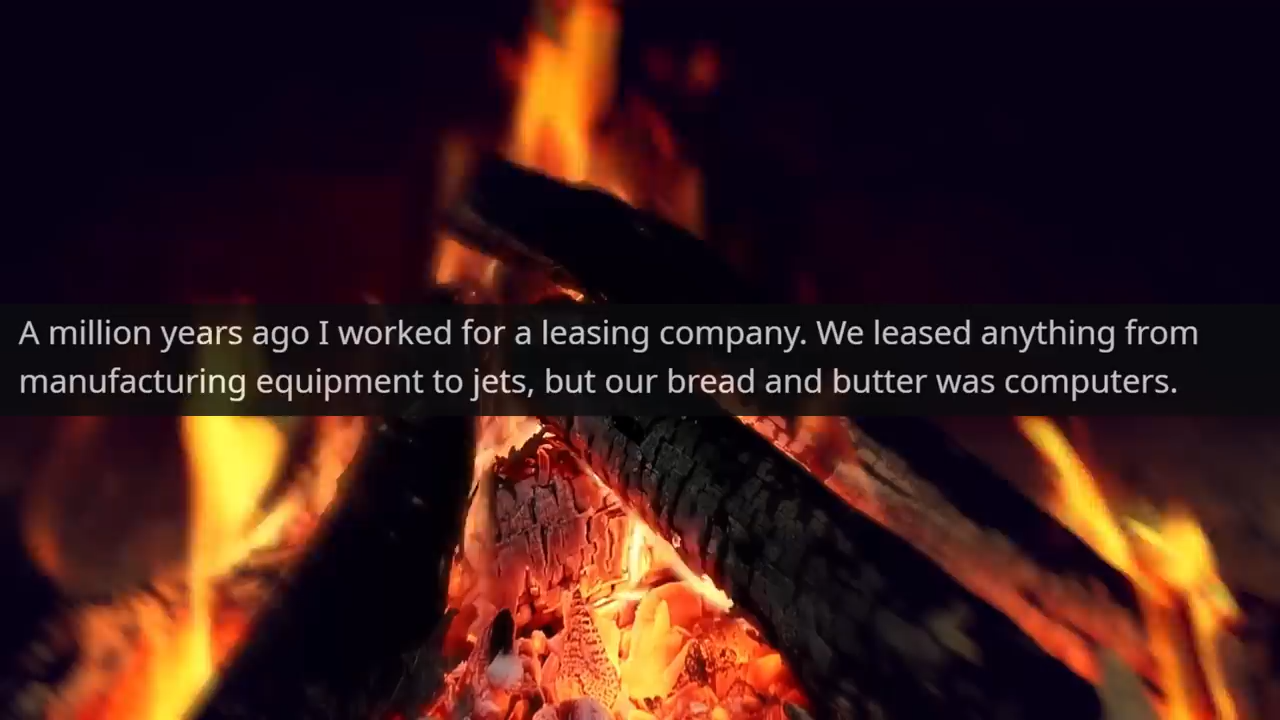 A million years ago I worked for a leasing company. We leased anything from
manufacturing equipment to jets, but our bread and butter was computers.